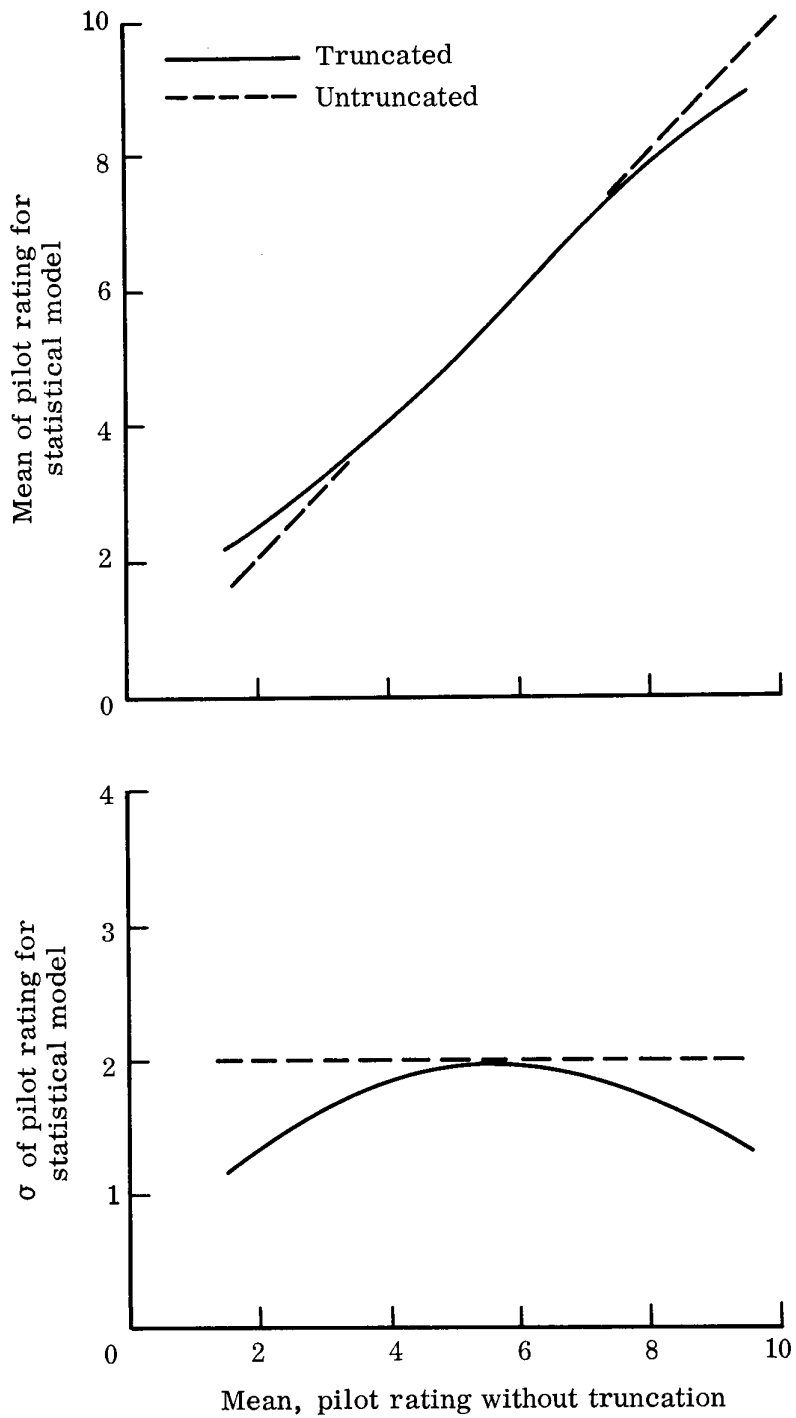 10
Truncated
Untruncated
8
6
4
2
0
Mean of pilot rating for
statistical model
4
3
2
1
0
2
4
6
8
10
σ of pilot rating for
statistical model
Mean, pilot rating without truncation